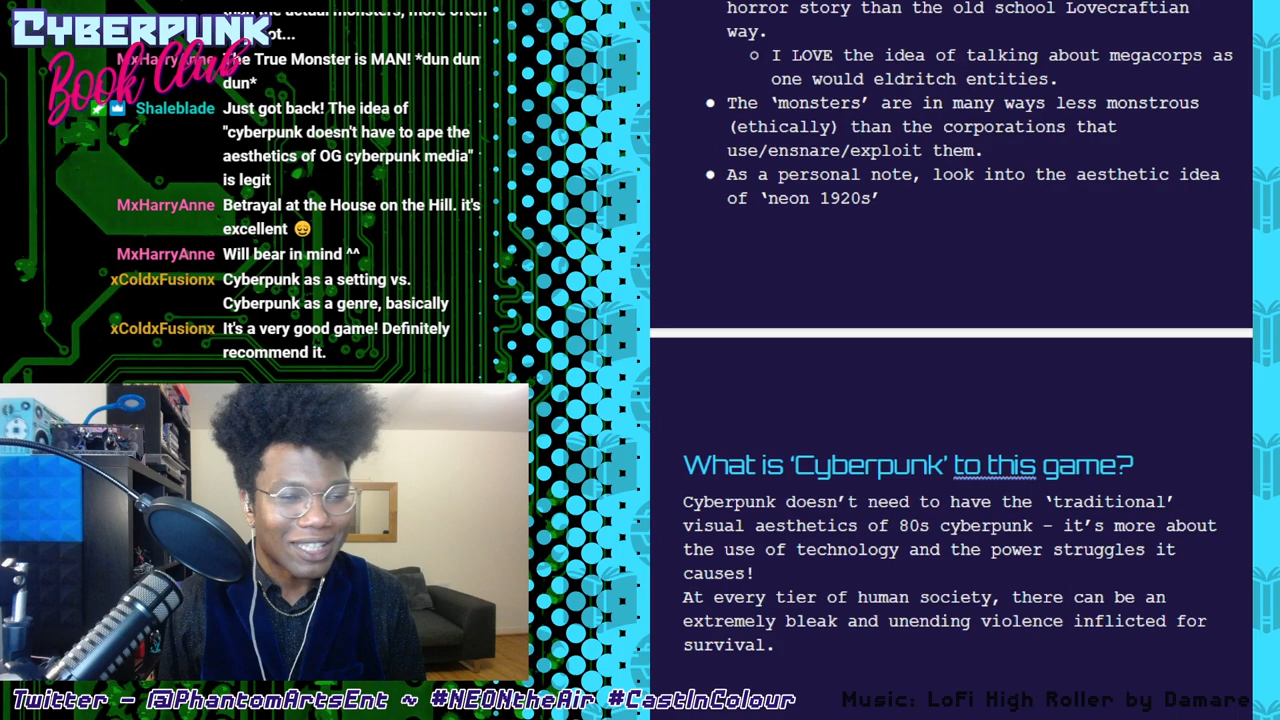 CYBERPUNK
Book Club
than the actual monsters, more often
MxHarryAnne The True Monster is MAN! *dun dun
dun*
Shaleblade Just got back! The idea of
"cyberpunk doesn't have to ape the
aesthetics of OG cyberpunk media"
is legit
MxHarryAnne Betrayal at the House on the Hill. it's
excellent 😌
MxHarryAnne Will bear in mind ^^
xColdxFusionx Cyberpunk as a setting vs.
Cyberpunk as a genre, basically
xColdxFusionx It's a very good game! Definitely
recommend it.
horror story than the old school Lovecraftian
way.
○ I LOVE the idea of talking about megacorps as
one would eldritch entities.
● The 'monsters' are in many ways less monstrous
(ethically) than the corporations that
use/ensnare/exploit them.
● As a personal note, look into the aesthetic idea
of 'neon 1920s'
What is 'Cyberpunk' to this game?
Cyberpunk doesn't need to have the 'traditional'
visual aesthetics of 80s cyberpunk – it's more about
the use of technology and the power struggles it
causes!
At every tier of human society, there can be an
extremely bleak and unending violence inflicted for
survival.
Twitter - @PhantomArtsEnt ~ #NEONtheAir #CastInColour
Music: LoFi High Roller by Damare